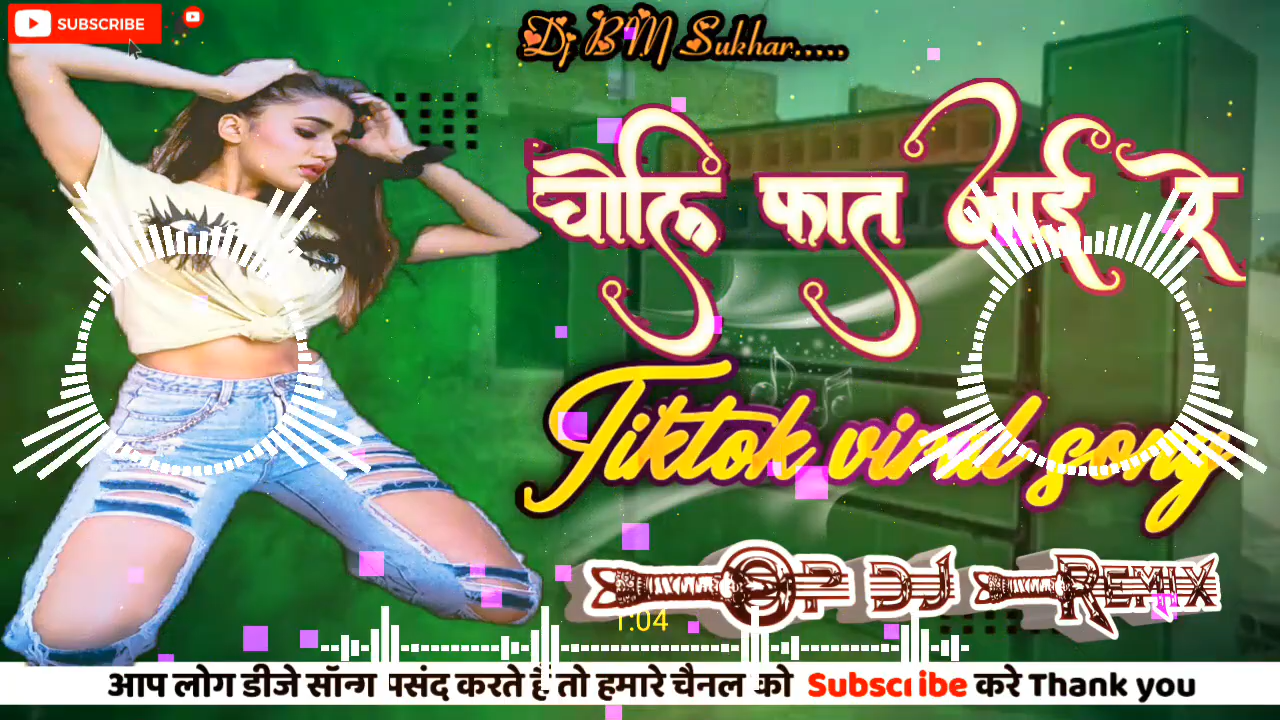 SUBSCRIBE
Dj BM Sukhar.....
चोलि फात जाई रे
Tiktok viral song
OP DJ Remix
1:04
आप लोग डीजे सॉन्ग पसंद करते हैं तो हमारे चैनल को Subscribe करे Thank you